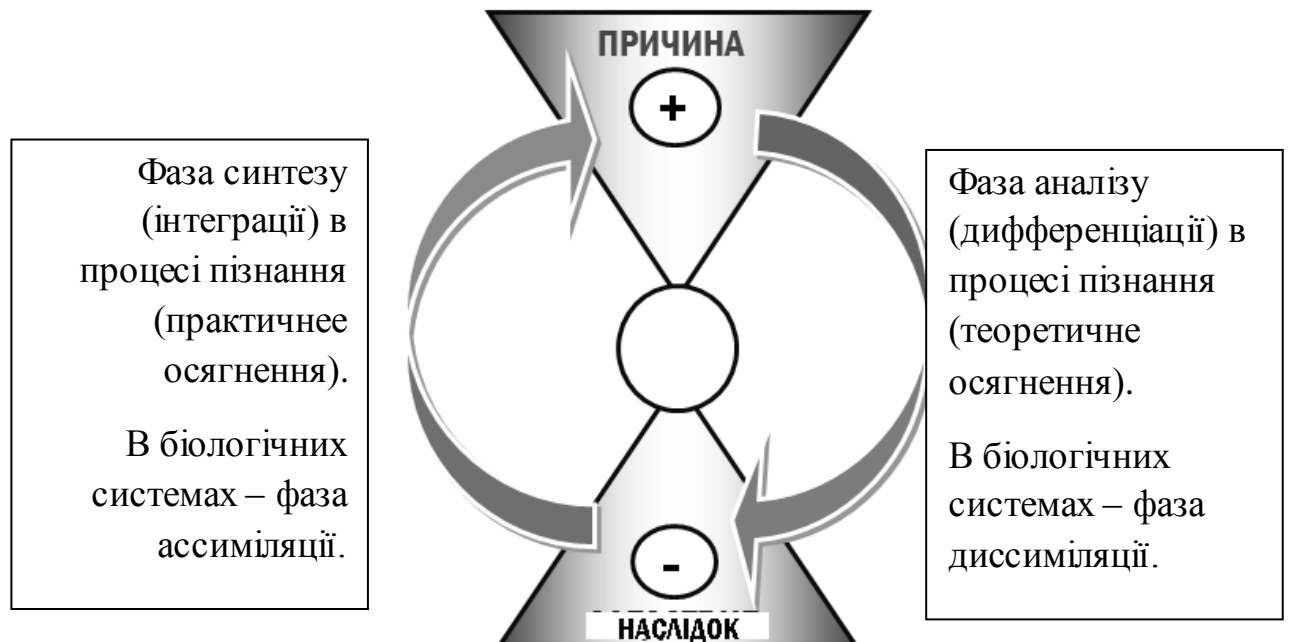 ПРИЧИНА
+
Фаза синтезу
(інтеграції) в
процесі пізнання
(практичнее
осягнення).
В біологічних
системах – фаза
ассиміляції.
Фаза аналізу
(дифференціації) в
процесі пізнання
(теоретичне
осягнення).
В біологічних
системах – фаза
диссиміляції.
-
НАСЛІДОК